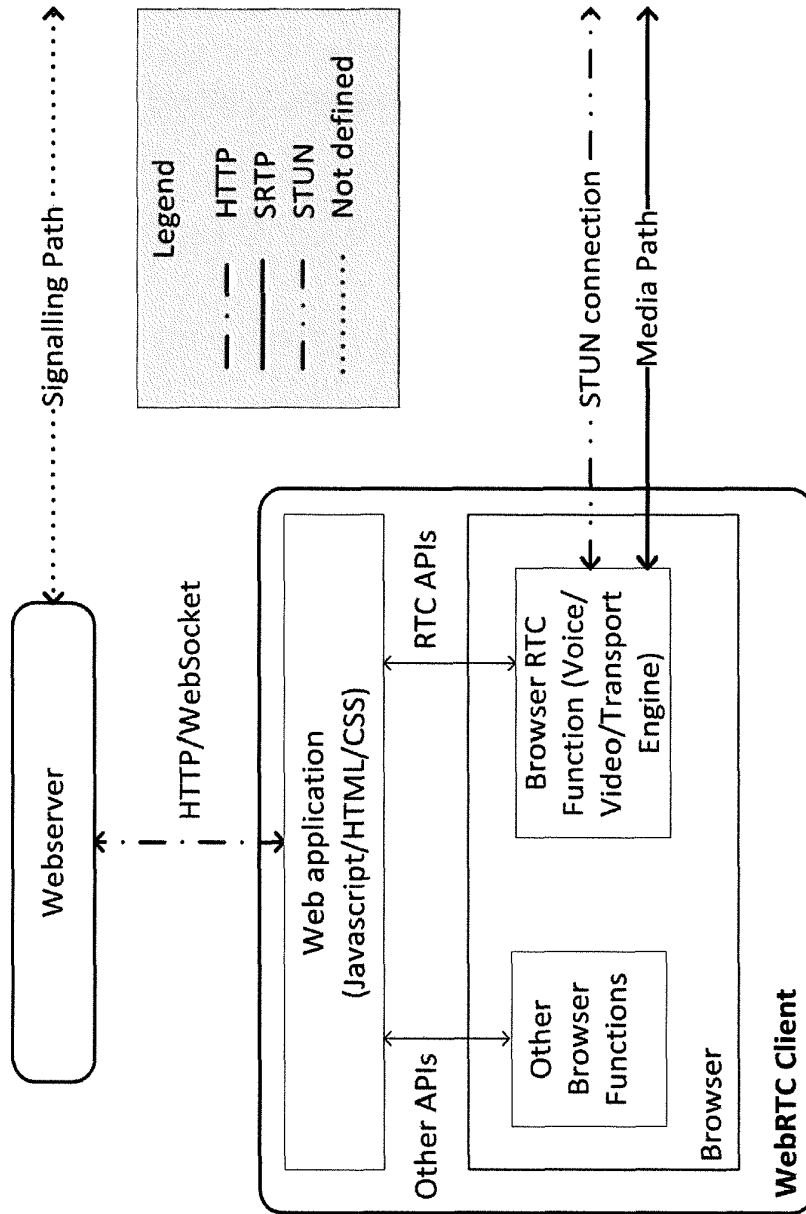 Webserver
Signalling Path
HTTP/WebSocket
Legend
HTTP
SRTP
STUN
Not defined
Web application
(Javascript/HTML/CSS)
Other APIs
RTC APIs
Other
Browser
Functions
Browser RTC
Function (Voice/
Video/Transport
Engine)
STUN connection
Media Path
Browser
WebRTC Client